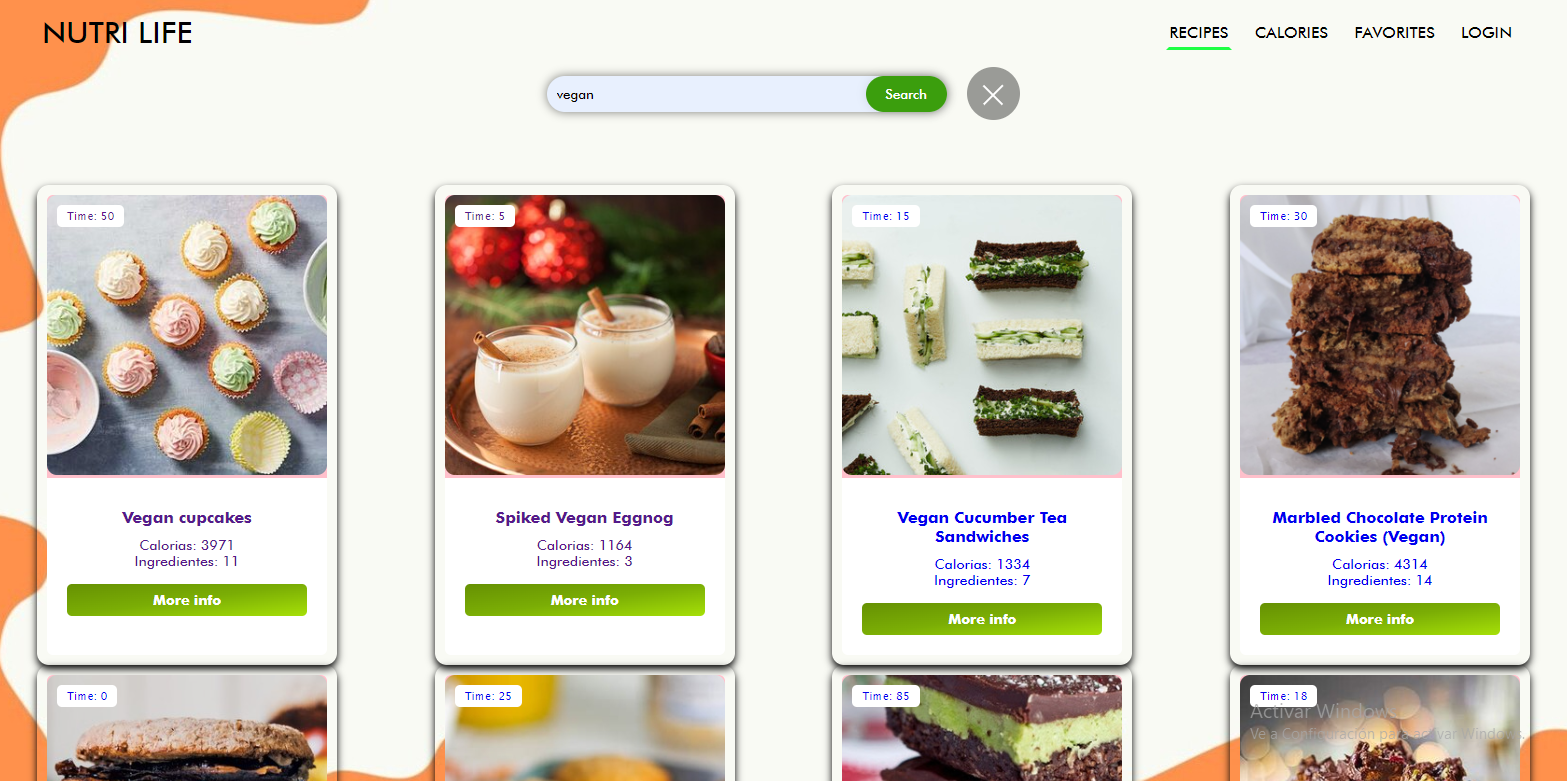 NUTRI LIFE
RECIPES CALORIES FAVORITES LOGIN
vegan Search
Time: 50
Vegan cupcakes
Calorias: 3971
Ingredientes: 11
More info
Time: 5
Spiked Vegan Eggnog
Calorias: 1164
Ingredientes: 3
More info
Time: 15
Vegan Cucumber Tea
Sandwiches
Calorias: 1334
Ingredientes: 7
More info
Time: 30
Marbled Chocolate Protein
Cookies (Vegan)
Calorias: 4314
Ingredientes: 14
More info
Time: 0
Time: 25
Time: 85
Time: 18
Activar Windows
Ve a Configuración para activar Windows.